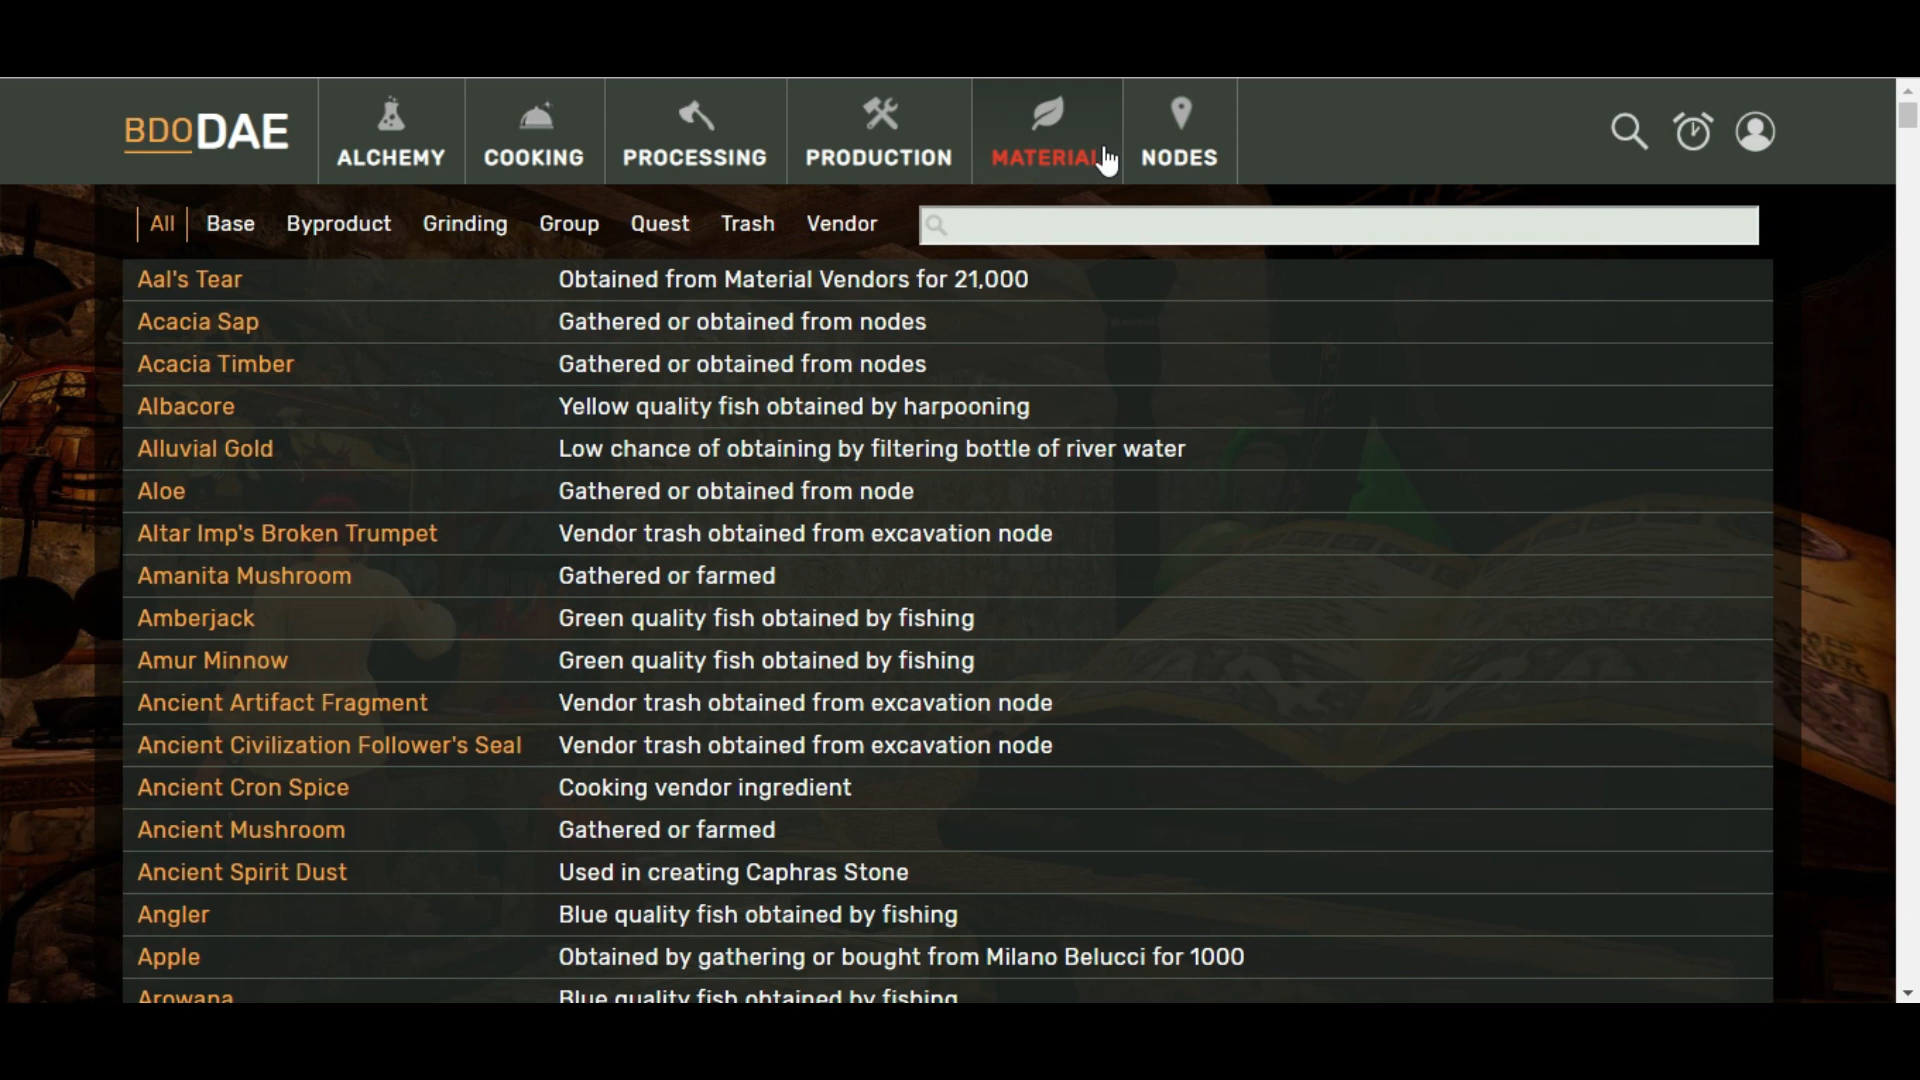 BDODAE
ALCHEMY
COOKING
PROCESSING
PRODUCTION
MATERIAL
NODES
All Base Byproduct Grinding Group Quest Trash Vendor
Aal's Tear Obtained from Material Vendors for 21,000
Acacia Sap Gathered or obtained from nodes
Acacia Timber Gathered or obtained from nodes
Albacore Yellow quality fish obtained by harpooning
Alluvial Gold Low chance of obtaining by filtering bottle of river water
Aloe Gathered or obtained from node
Altar Imp's Broken Trumpet Vendor trash obtained from excavation node
Amanita Mushroom Gathered or farmed
Amberjack Green quality fish obtained by fishing
Amur Minnow Green quality fish obtained by fishing
Ancient Artifact Fragment Vendor trash obtained from excavation node
Ancient Civilization Follower's Seal Vendor trash obtained from excavation node
Ancient Cron Spice Cooking vendor ingredient
Ancient Mushroom Gathered or farmed
Ancient Spirit Dust Used in creating Caphras Stone
Angler Blue quality fish obtained by fishing
Apple Obtained by gathering or bought from Milano Belucci for 1000
Arowana Blue quality fish obtained by fishing